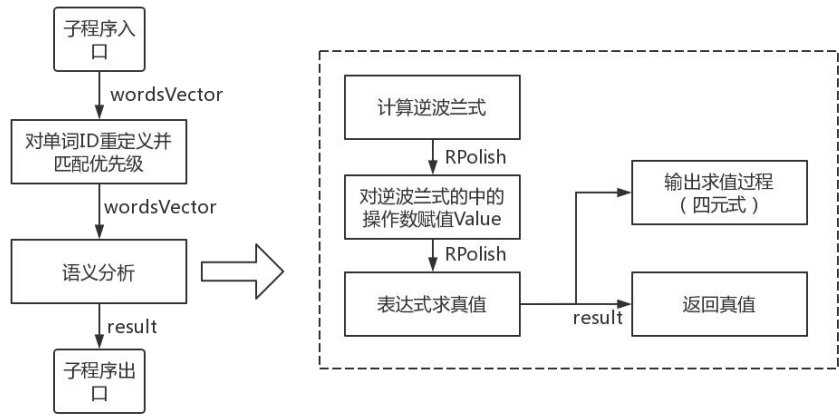 子程序入
口
wordsVector
对单词ID重定义并
匹配优先级
wordsVector
语义分析
result
子程序出
口
计算逆波兰式
RPolish
对逆波兰式的中的
操作数赋值Value
RPolish
表达式求真值
result
输出求值过程
（四元式）
返回真值